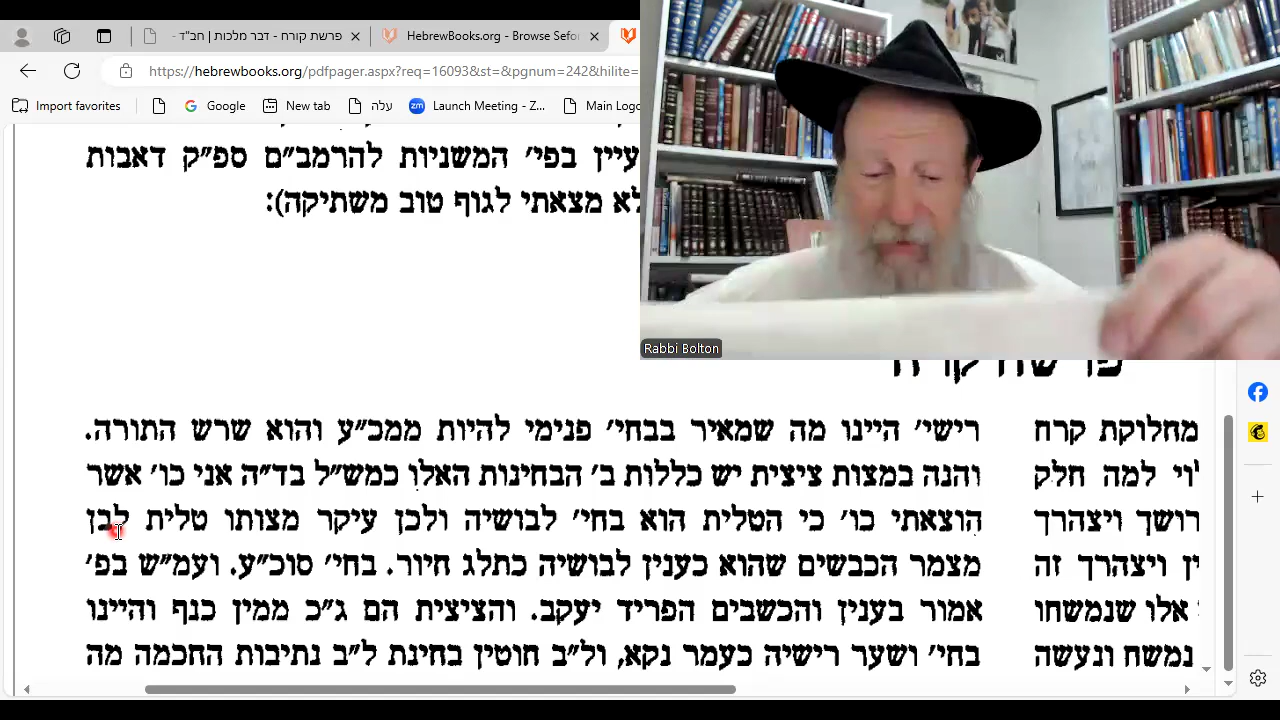 פרשת קורח - דבר מלכות | חב"ד -
HebrewBooks.org - Browse Sefor
https://hebrewbooks.org/pdfpager.aspx?req=16093&st=&pgnum=242&hilite=
Import favorites
Google
New tab
עלה
Launch Meeting - Z...
Main Logo
עיין בפי׳ המשניות להרמב״ם ספ״ק דאבות
לא מצאתי לגוף טוב משתיקה):
Rabbi Bolton
פרשת קרח
רישי׳ היינו מה שמאיר בבחי׳ פנימי להיות ממכ״ע והוא שרש התורה.
והנה במצות ציצית יש כללות ב׳ הבחינות האלו כמש״ל בד״ה אני כו׳ אשר
הוצאתי כו׳ כי הטלית הוא בחי׳ לבושיה ולכן עיקר מצותו טלית לבן
מצמר הכבשים שהוא כענין לבושיה כתלג חיור. בחי׳ סוכ״ע. ועמ״ש בפ׳
אמור בענין והכשבים הפריד יעקב. והציצית הם ג״כ ממין כנף והיינו
בחי׳ ושער רישיה כעמר נקא, ול״ב חוטין בחינת ל״ב נתיבות החכמה מה
מחלוקת קרח
לוי למה חלק
רושך ויצהרך
ין ויצהרך זה
אלו שנמשחו
נמשח ונעשה